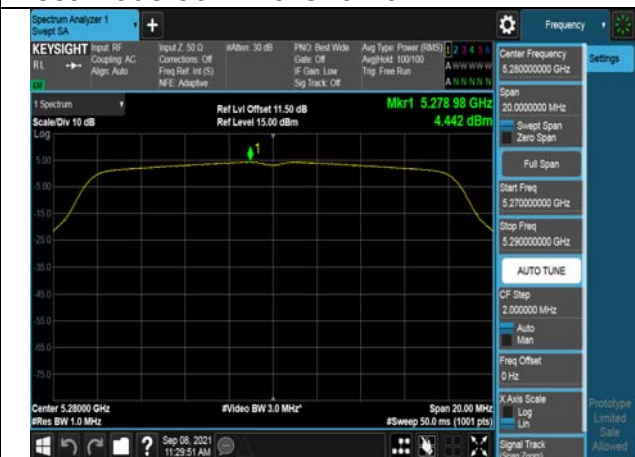 Spectrum Analyzer 1
Swept SA
+
Frequency
KEYSIGHT
RL
Input: RF
Coupling: AC
Align: Auto
Input Z: 50 Ω
Corrections: Off
Freq Ref: Int (S)
NFE: Adaptive
#Atten: 30 dB
PNO: Best Wide
Gate: Off
IF Gain: Low
Sig Track: Off
Avg Type: Power (RMS)
Avg|Hold: 100/100
Trig: Free Run
1 2 3 4 5 6
A W W W W W
A N N N N N
1 Spectrum
Scale/Div 10 dB
Ref Lvl Offset 11.50 dB
Ref Level 15.00 dBm
Mkr1 5.278 98 GHz
4.442 dBm
Log
1
5.00
-5.00
-15.0
-25.0
-35.0
-45.0
-55.0
-65.0
-75.0
Center 5.28000 GHz
#Res BW 1.0 MHz
#Video BW 3.0 MHz*
Span 20.00 MHz
#Sweep 50.0 ms (1001 pts)
?
Sep 08, 2021
11:29:51 AM
Center Frequency
5.280000000 GHz
Settings
Span
20.0000000 MHz
Swept Span
Zero Span
Full Span
Start Freq
5.270000000 GHz
Stop Freq
5.290000000 GHz
AUTO TUNE
CF Step
2.000000 MHz
Auto
Man
Freq Offset
0 Hz
X Axis Scale
Log
Lin
Signal Track
(Span Zoom)
Prototype
Limited
Sale
Allowed